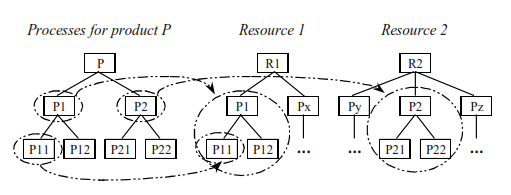 Processes for product P Resource 1 Resource 2
P R1 R2
P1 P2 P1 Px Py P2 Pz
P11 P12 P21 P22 P11 P12 ... ... P21 P22 ...